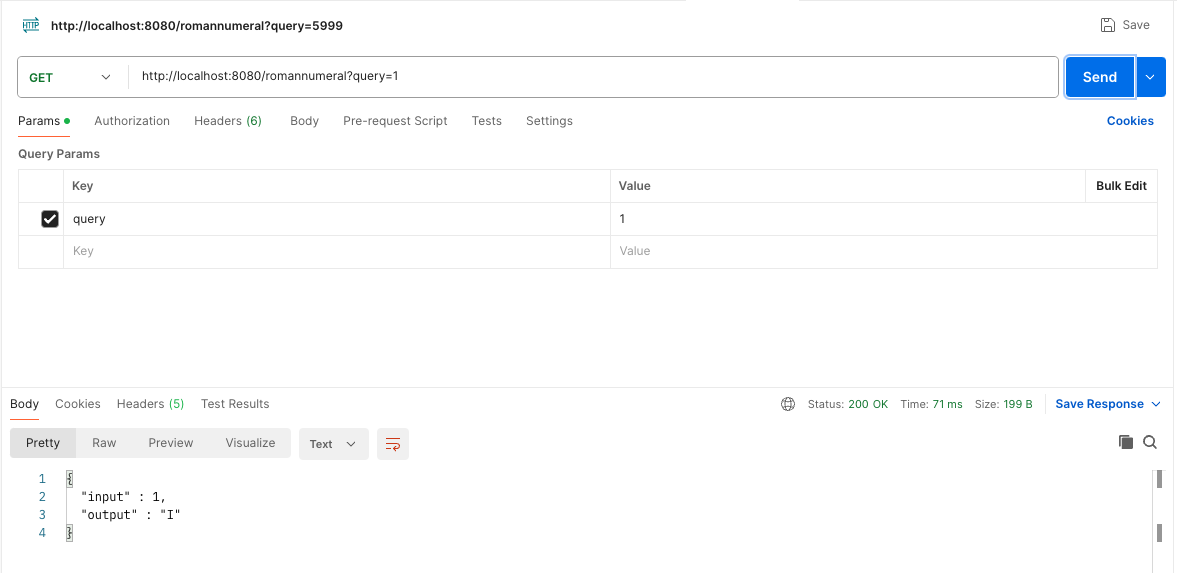 HTTP http://localhost:8080/romannumeral?query=5999 Save
GET http://localhost:8080/romannumeral?query=1 Send
Params Authorization Headers (6) Body Pre-request Script Tests Settings Cookies
Query Params
Key Value Bulk Edit
query 1
Key Value
Body Cookies Headers (5) Test Results Status: 200 OK Time: 71 ms Size: 199 B Save Response
Pretty Raw Preview Visualize Text
1 {
2 "input" : 1,
3 "output" : "I"
4 }